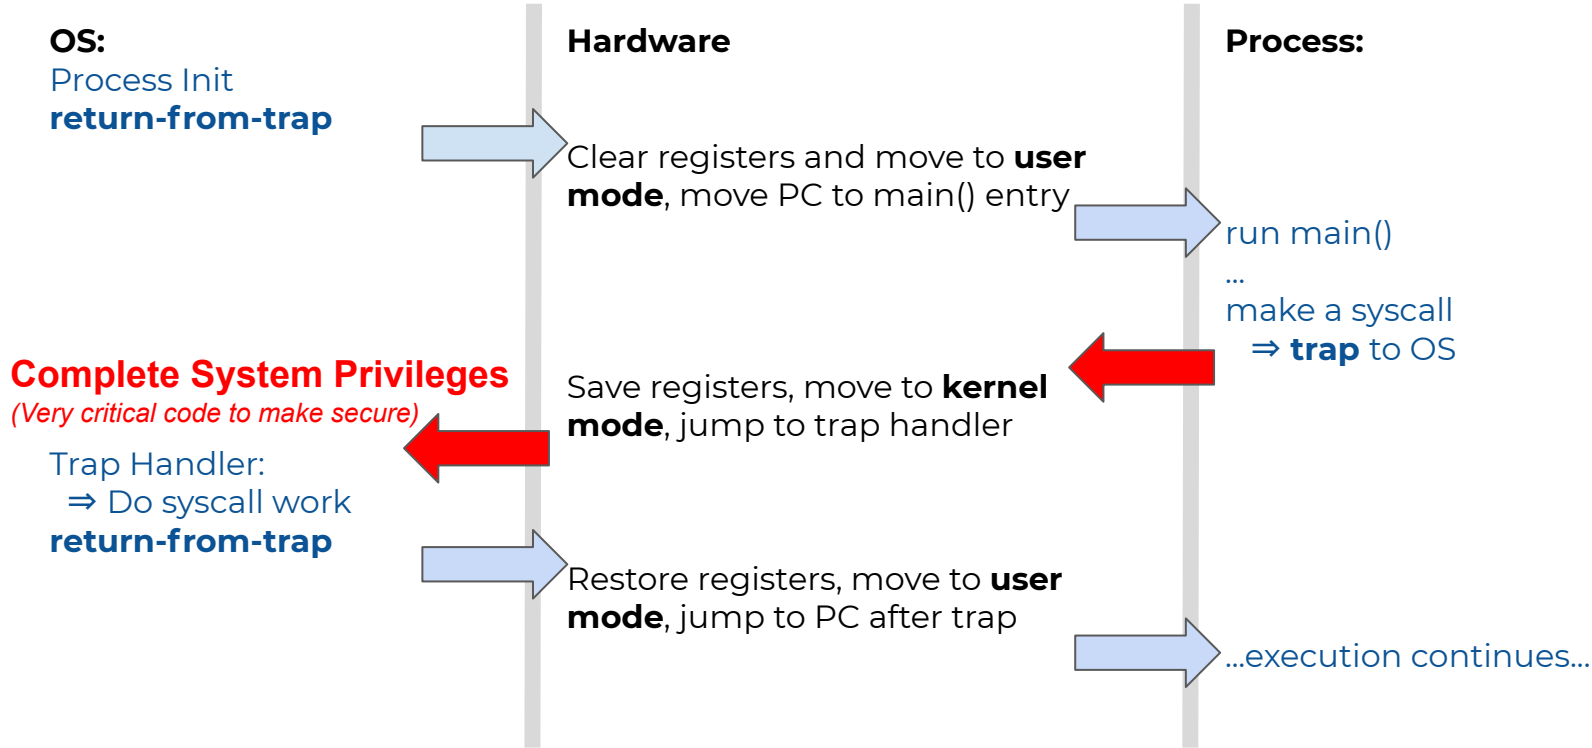 OS:
Process Init
return-from-trap
Hardware
Clear registers and move to user
mode, move PC to main() entry
Process:
run main()
...
make a syscall
⇒ trap to OS
Save registers, move to kernel
mode, jump to trap handler
Complete System Privileges
(Very critical code to make secure)
Trap Handler:
⇒ Do syscall work
return-from-trap
Restore registers, move to user
mode, jump to PC after trap
...execution continues...